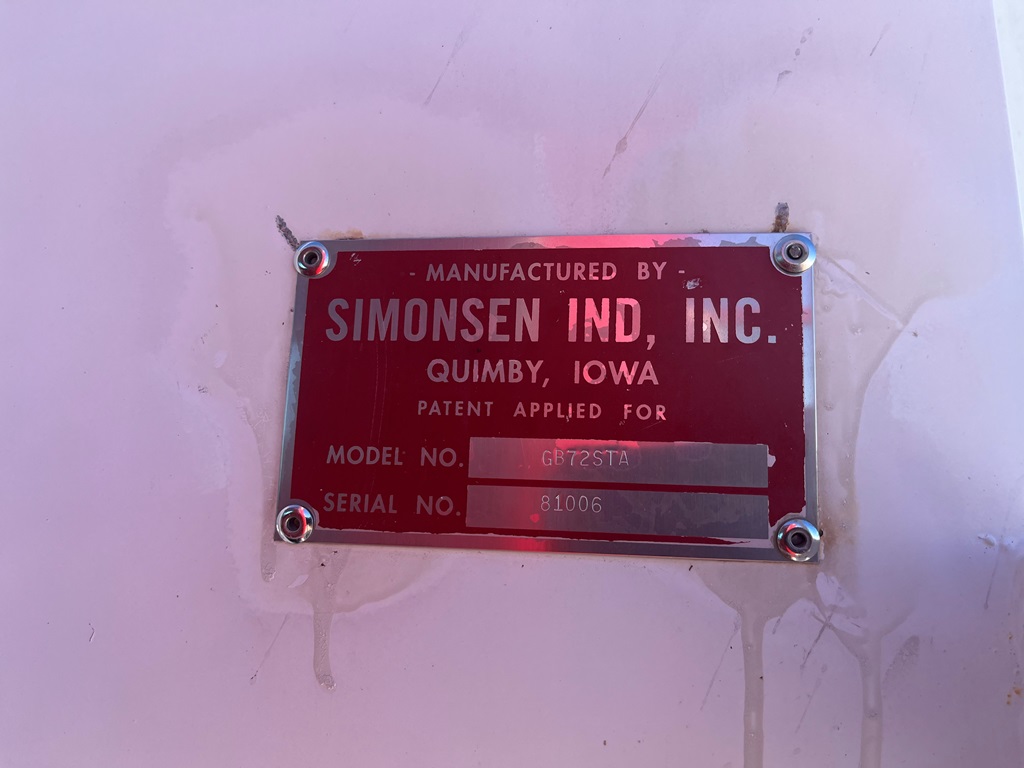 - MANUFACTURED BY -
SIMONSEN IND, INC.
QUIMBY, IOWA
PATENT APPLIED FOR
MODEL NO. GB72STA
SERIAL NO. 81006